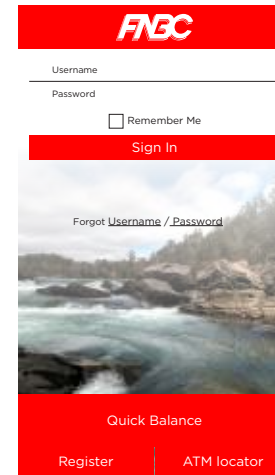 FNBC
Username
Password
Remember Me
Sign In
Forgot Username / Password
Quick Balance
Register ATM locator